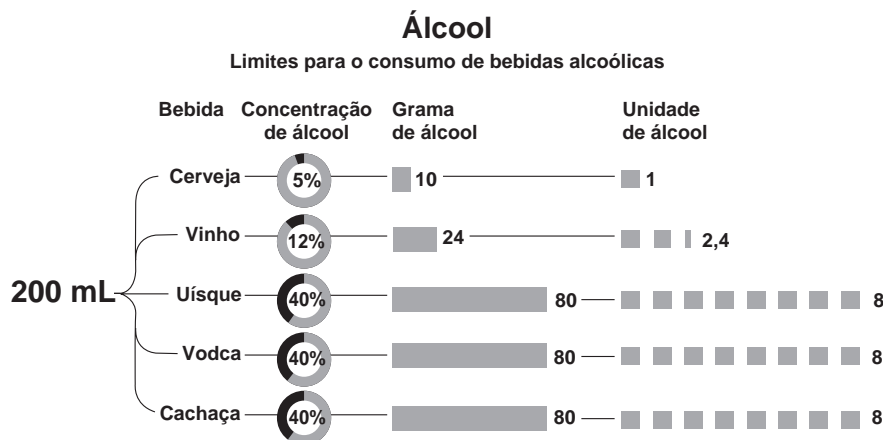 Álcool
Limites para o consumo de bebidas alcoólicas
Bebida Concentração de álcool Grama de álcool Unidade de álcool
200 mL
Cerveja 5% 10 1
Vinho 12% 24 2,4
Uísque 40% 80 8
Vodca 40% 80 8
Cachaça 40% 80 8